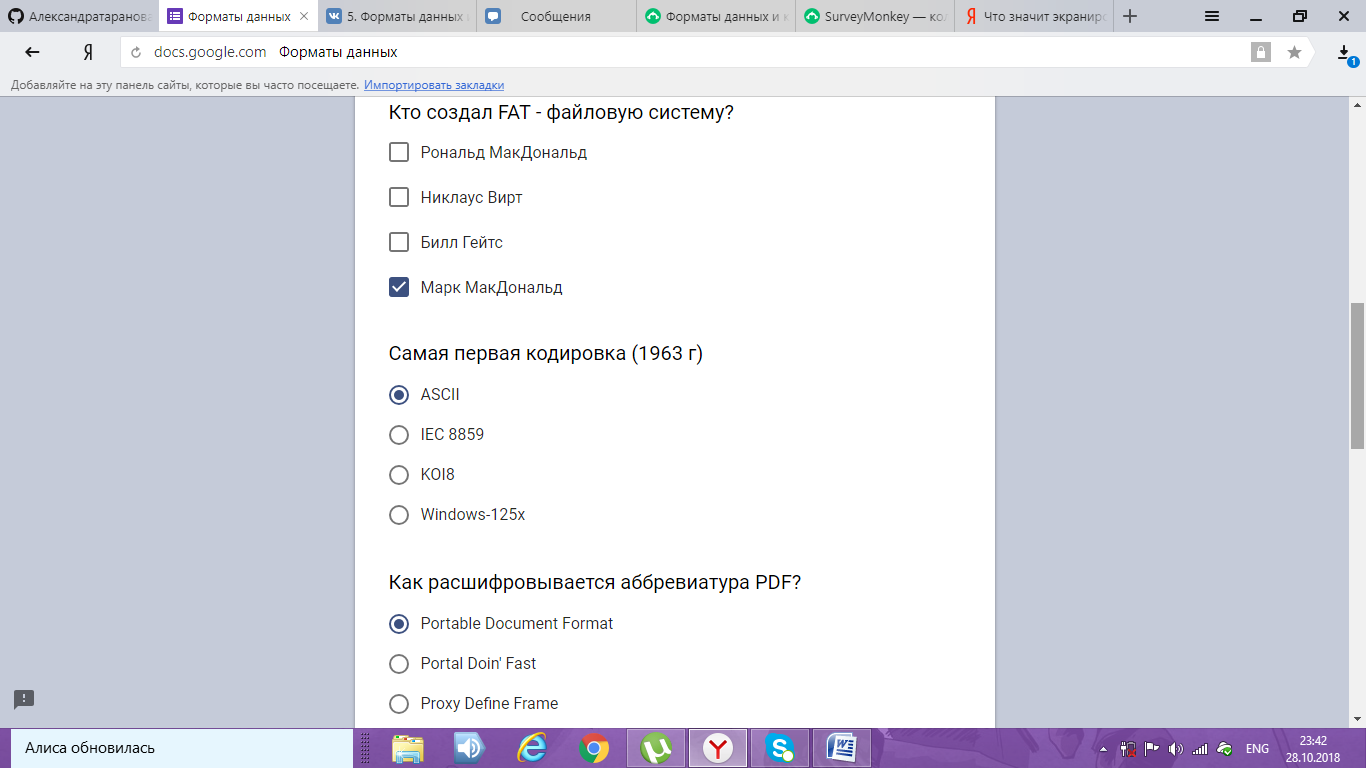 Александратаранова
Форматы данных
5. Форматы данных
Сообщения
Форматы данных и к
SurveyMonkey — кол
Что значит экраниро
docs.google.com Форматы данных
1
Добавляйте на эту панель сайты, которые вы часто посещаете. Импортировать закладки
Кто создал FAT - файловую систему?
Рональд МакДональд
Никлаус Вирт
Билл Гейтс
Марк МакДональд
Самая первая кодировка (1963 г)
ASCII
IEC 8859
KOI8
Windows-125x
Как расшифровывается аббревиатура PDF?
Portable Document Format
Portal Doin' Fast
Proxy Define Frame
Алиса обновилась
ENG
23:42
28.10.2018